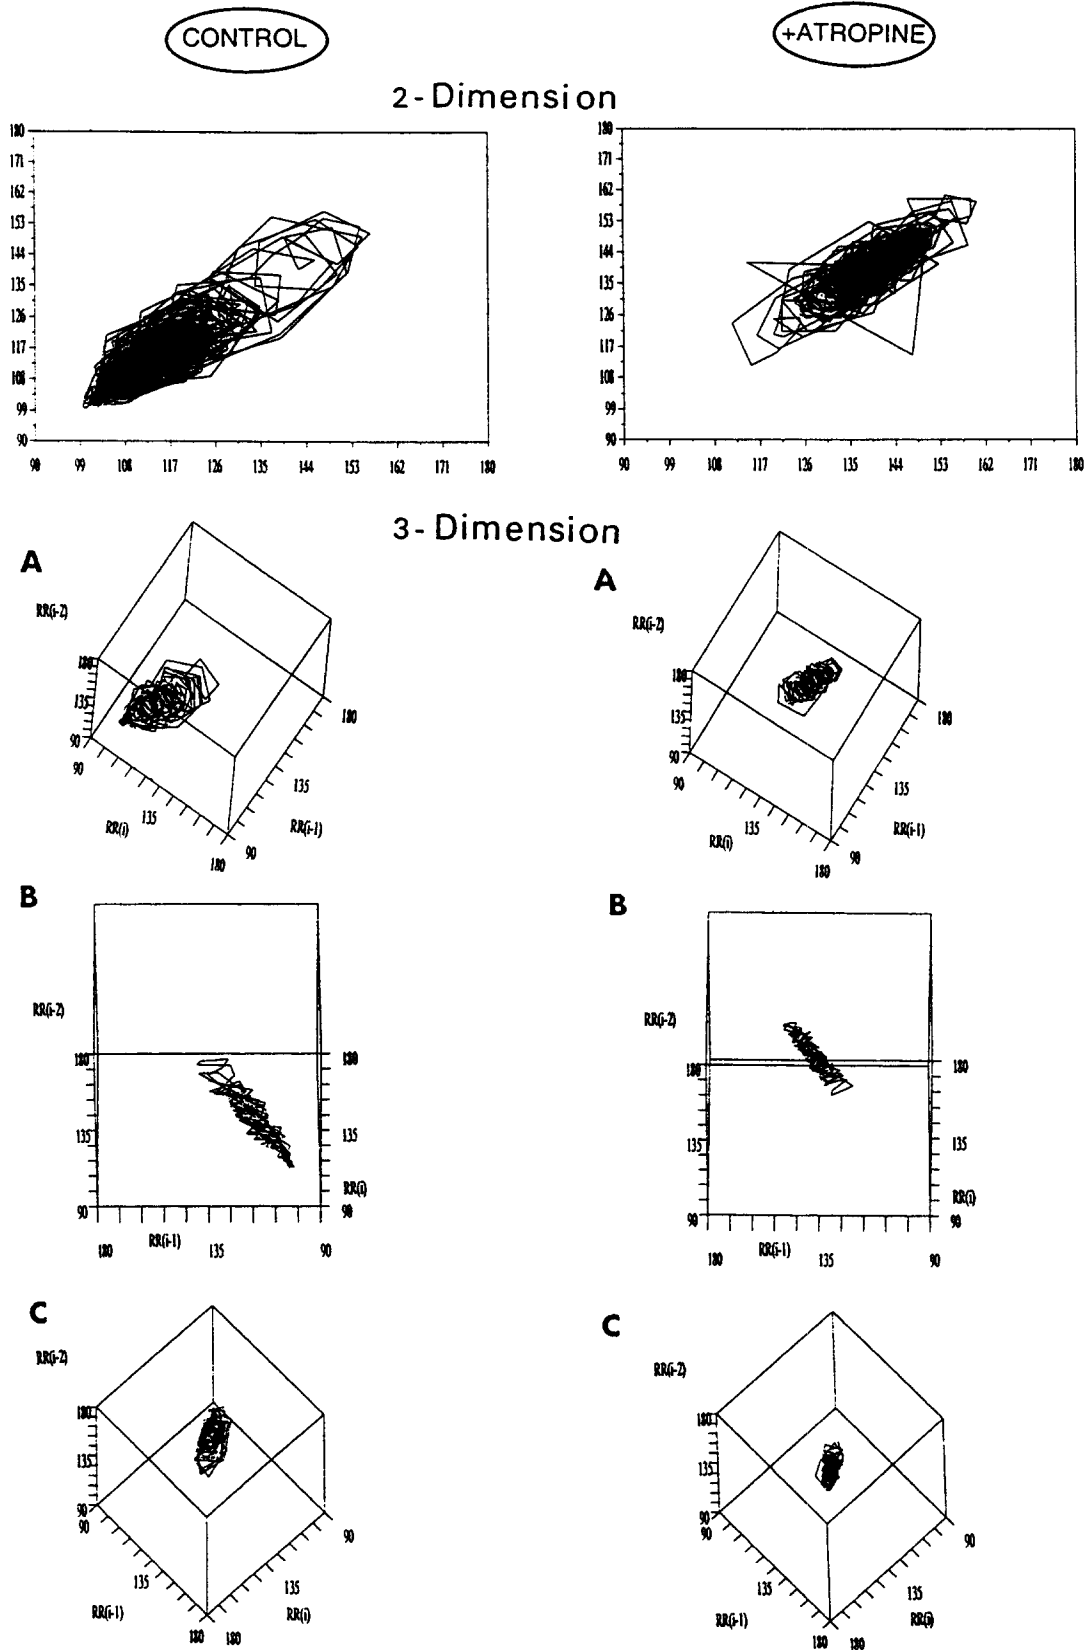 CONTROL
+ATROPINE
2-Dimension
180
171
162
153
144
135
126
117
108
99
90
90 99 108 117 126 135 144 153 162 171 180
180
171
162
153
144
135
126
117
108
99
90
90 99 108 117 126 135 144 153 162 171 180
3-Dimension
A
RR(i-2)
180
135
90
90
135
RR(i)
180
90
RR(i-1)
135
180
A
RR(i-2)
180
135
90
90
135
RR(i)
180
90
RR(i-1)
135
180
B
RR(i-2)
180
135
90
180
135
RR(i)
90
180
RR(i-1)
135
90
B
RR(i-2)
180
135
90
180
135
RR(i)
90
180
RR(i-1)
135
90
C
RR(i-2)
180
135
90
90
135
RR(i-1)
180
180
RR(i)
135
90
C
RR(i-2)
180
135
90
90
135
RR(i-1)
180
180
RR(i)
135
90